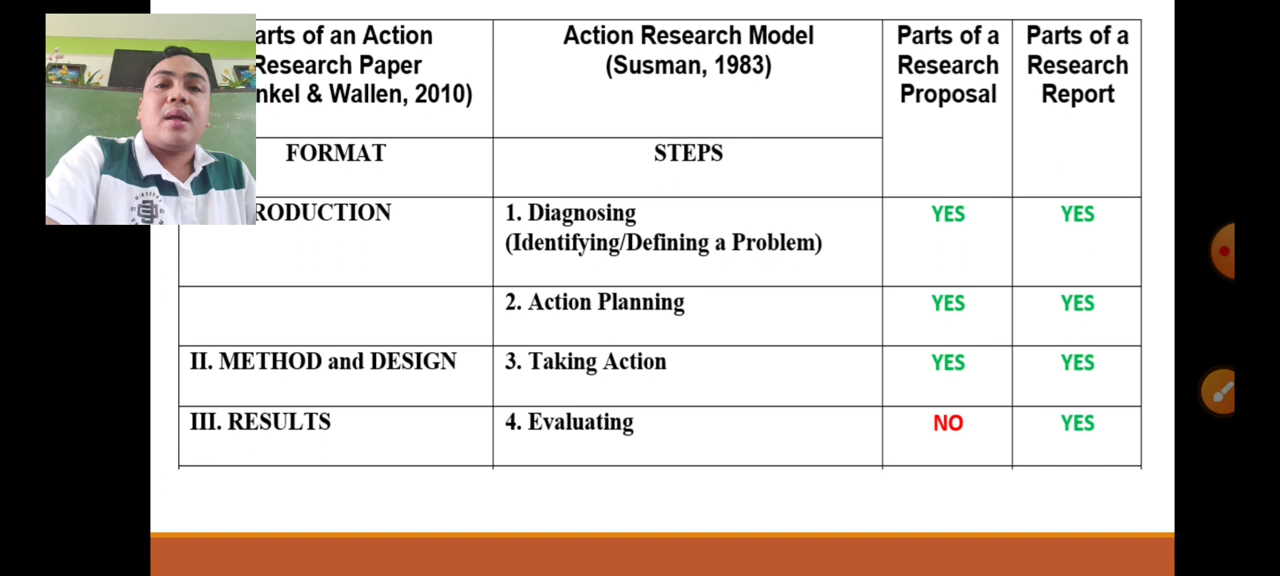 arts of an Action
Research Paper
nkel & Wallen, 2010)
Action Research Model
(Susman, 1983)
Parts of a
Research
Proposal
Parts of a
Research
Report
FORMAT
STEPS
RODUCTION
1. Diagnosing
(Identifying/Defining a Problem)
YES
YES
2. Action Planning
YES
YES
II. METHOD and DESIGN
3. Taking Action
YES
YES
III. RESULTS
4. Evaluating
NO
YES